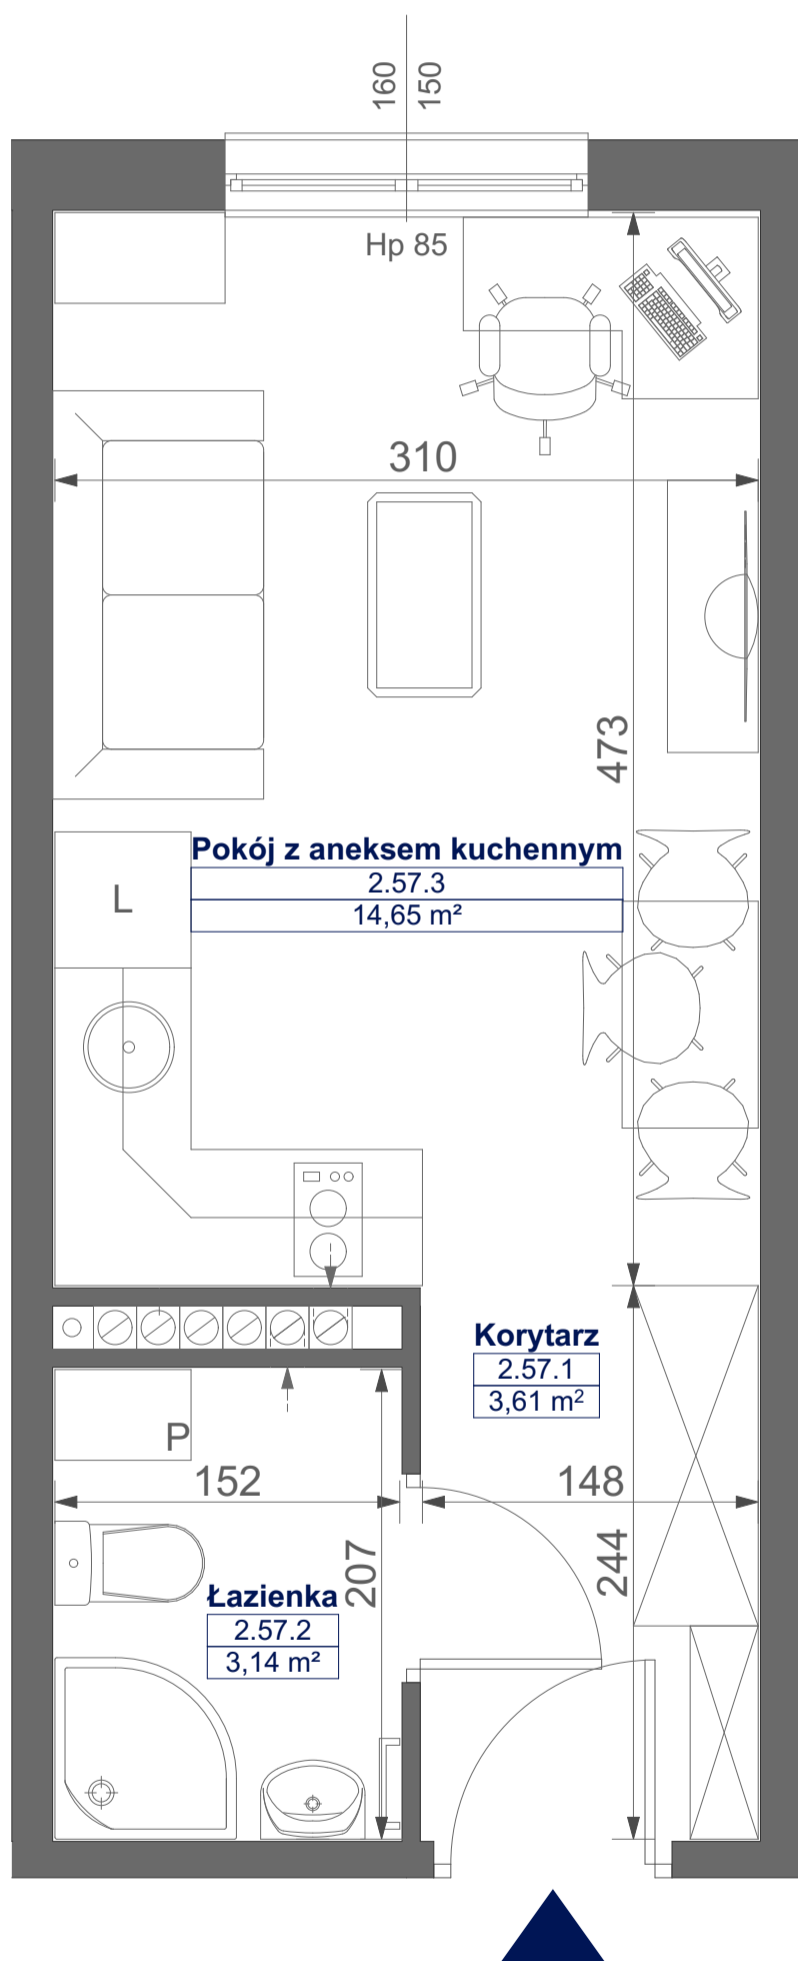 160
150
Hp 85
310
473
Pokój z aneksem kuchennym
2.57.3
14,65 m²
L
Korytarz
2.57.1
3,61 m²
P
152
148
207
244
Łazienka
2.57.2
3,14 m²